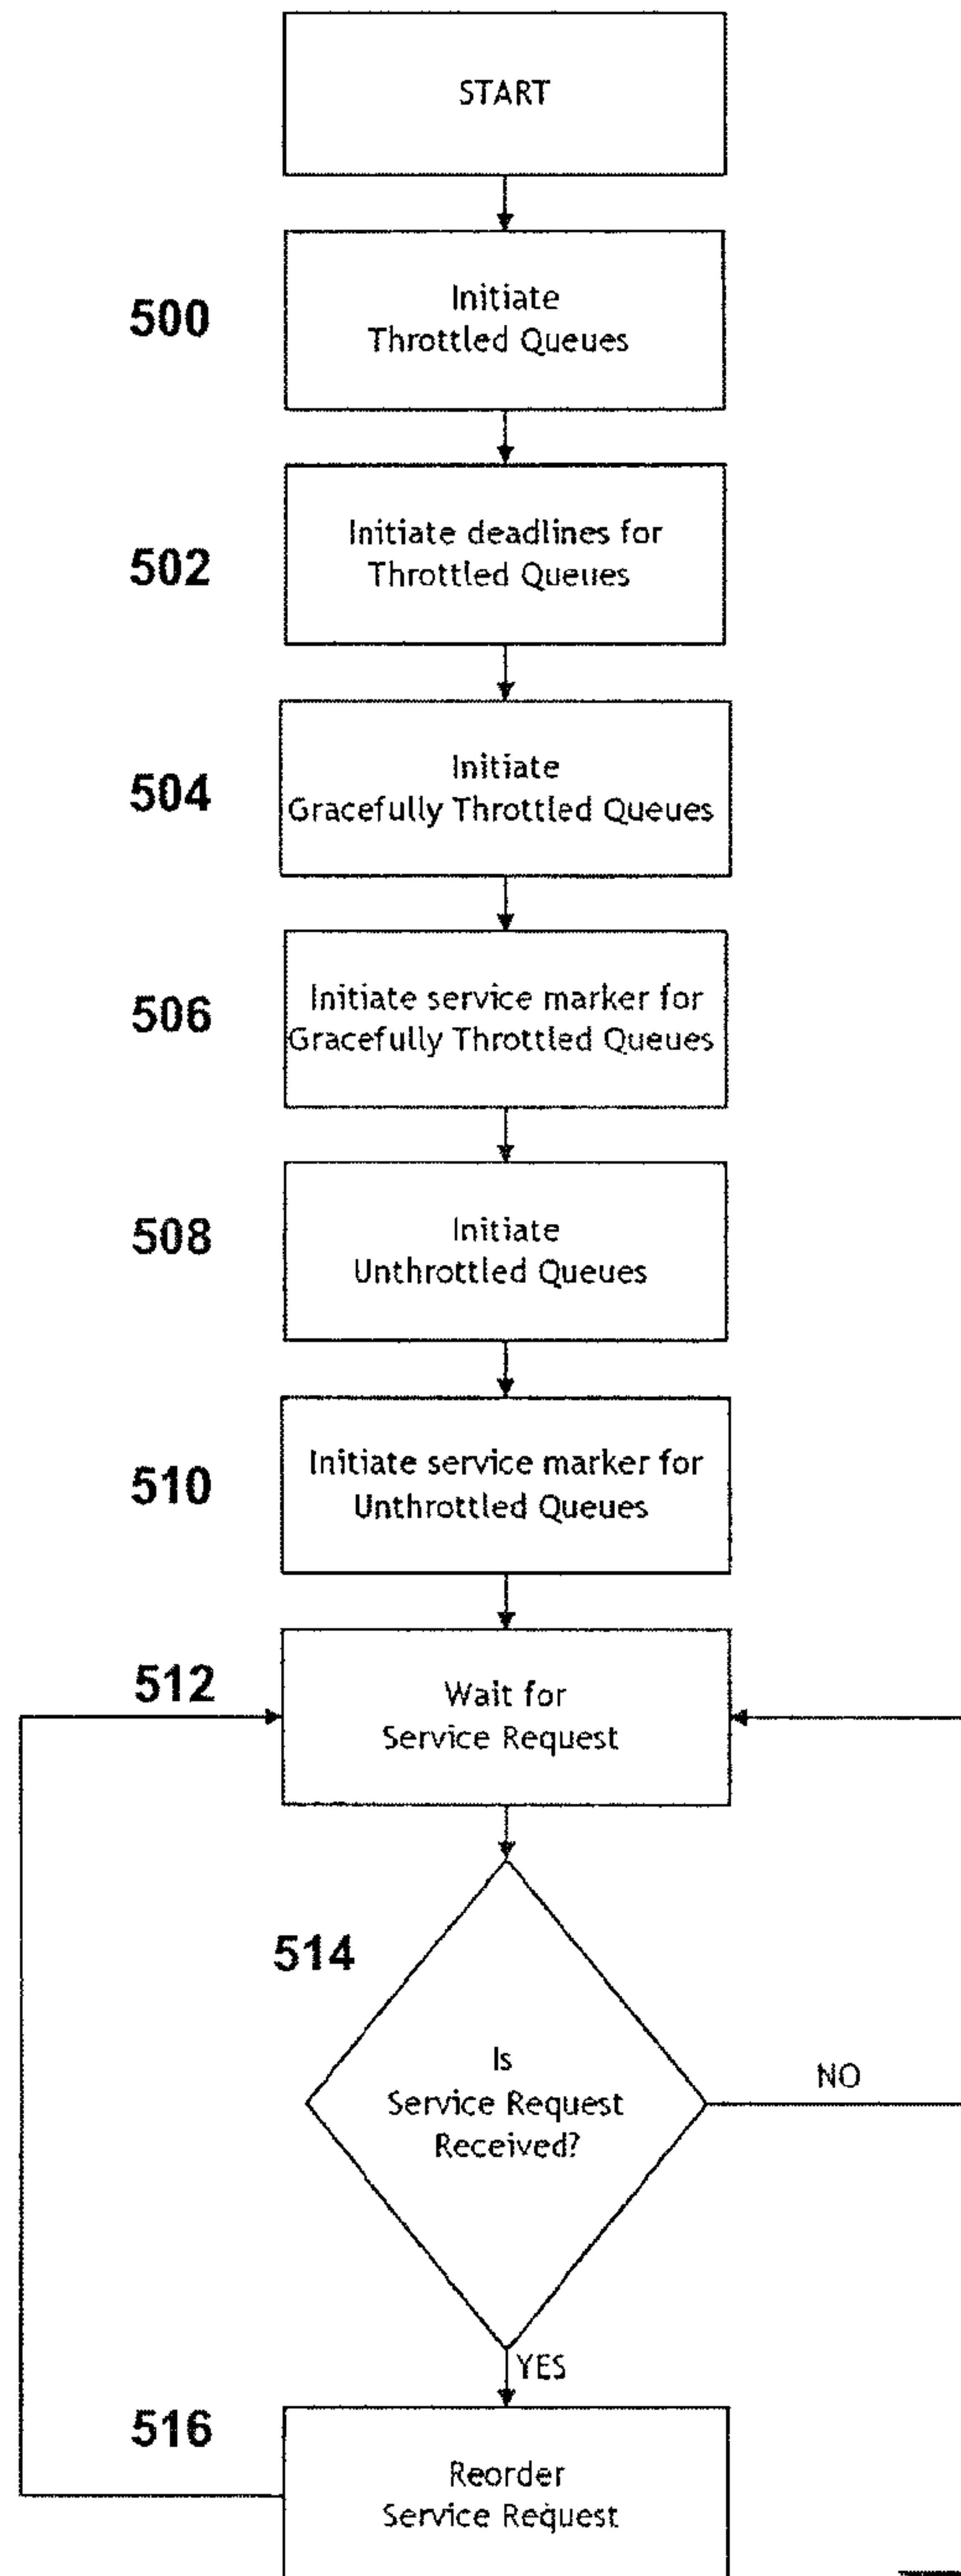 START
500
Initiate
Throttled Queues
502
Initiate deadlines for
Throttled Queues
504
Initiate
Gracefully Throttled Queues
506
Initiate service marker for
Gracefully Throttled Queues
508
Initiate
Unthrottled Queues
510
Initiate service marker for
Unthrottled Queues
512
Wait for
Service Request
514
Is
Service Request
Received?
NO
YES
516
Reorder
Service Request